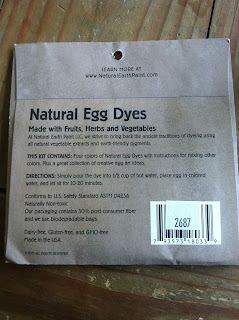 LEARN MORE AT
www.NaturalEarthPaint.com
Natural Egg Dyes
Made with Fruits, Herbs and Vegetables
At Natural Earth Paint LLC, we strive to bring back the ancient traditions of dyeing using
all natural vegetable extracts and earth-friendly pigments.
THIS KIT CONTAINS: Four colors of Natural Egg Dyes with instructions for mixing other
colors. Plus a great collection of creative egg art ideas.
DIRECTIONS: Simply pour the dye into 1/2 cup of hot water, place egg in colored
water, and let sit for 10-20 minutes.
Conforms to U.S. Safety Standard ASTM D4236
Naturally Non-toxic
Our packaging contains 50% post-consumer fiber
and we use biodegradable bags.
Dairy-free, Gluten-free, and GMO-free
Made in the USA.
2687